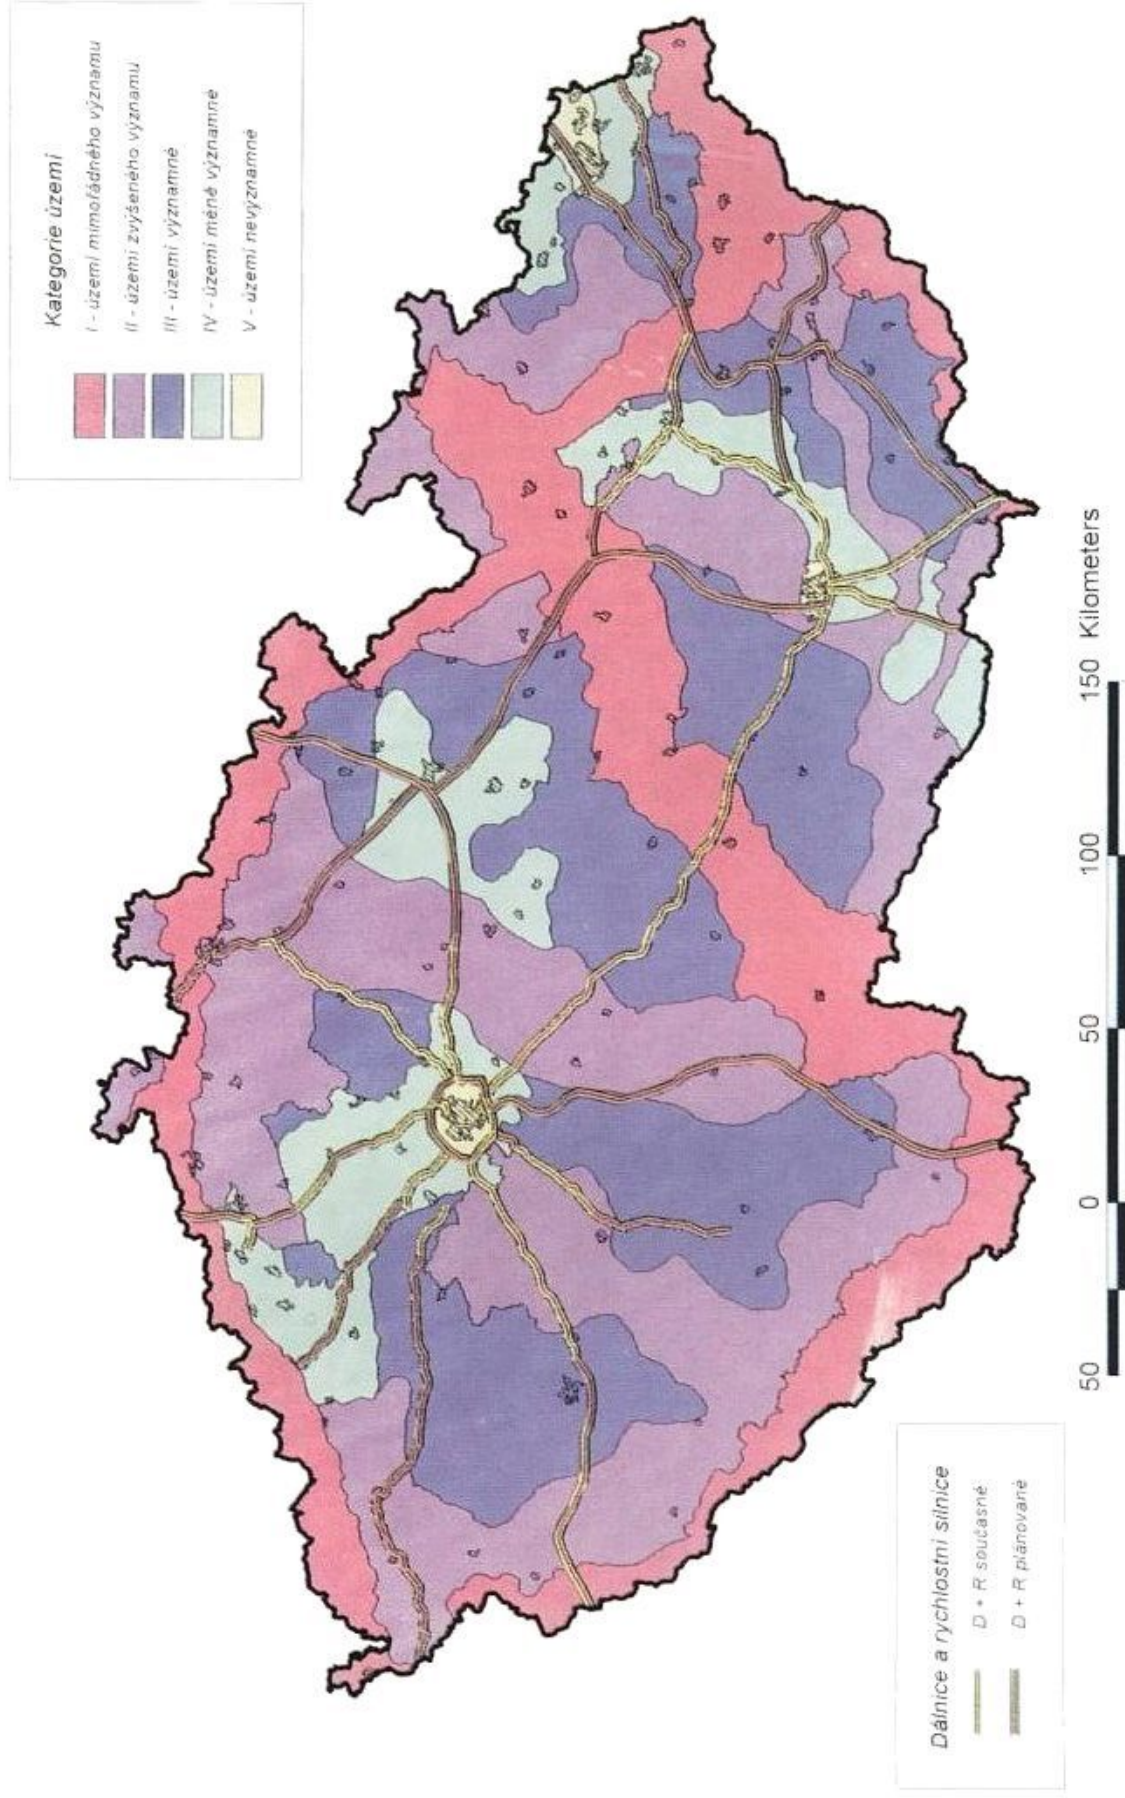 Kategorie území
I - území mimořádného významu
II - území zvýšeného významu
III - území významné
IV - území méně významné
V - území nevýznamné
Dálnice a rychlostní silnice
D + R současné
D + R plánované
50 0 50 100 150 Kilometers